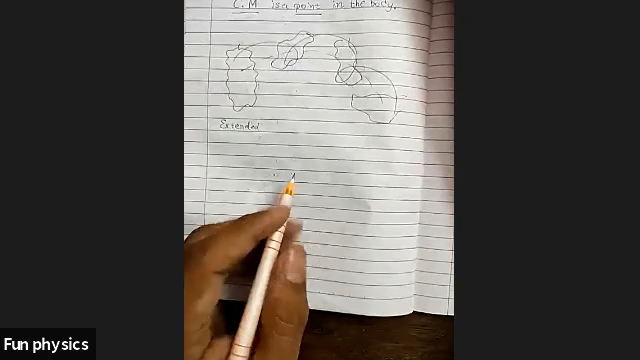 C.M is a point in the body.
Extended
Fun physics